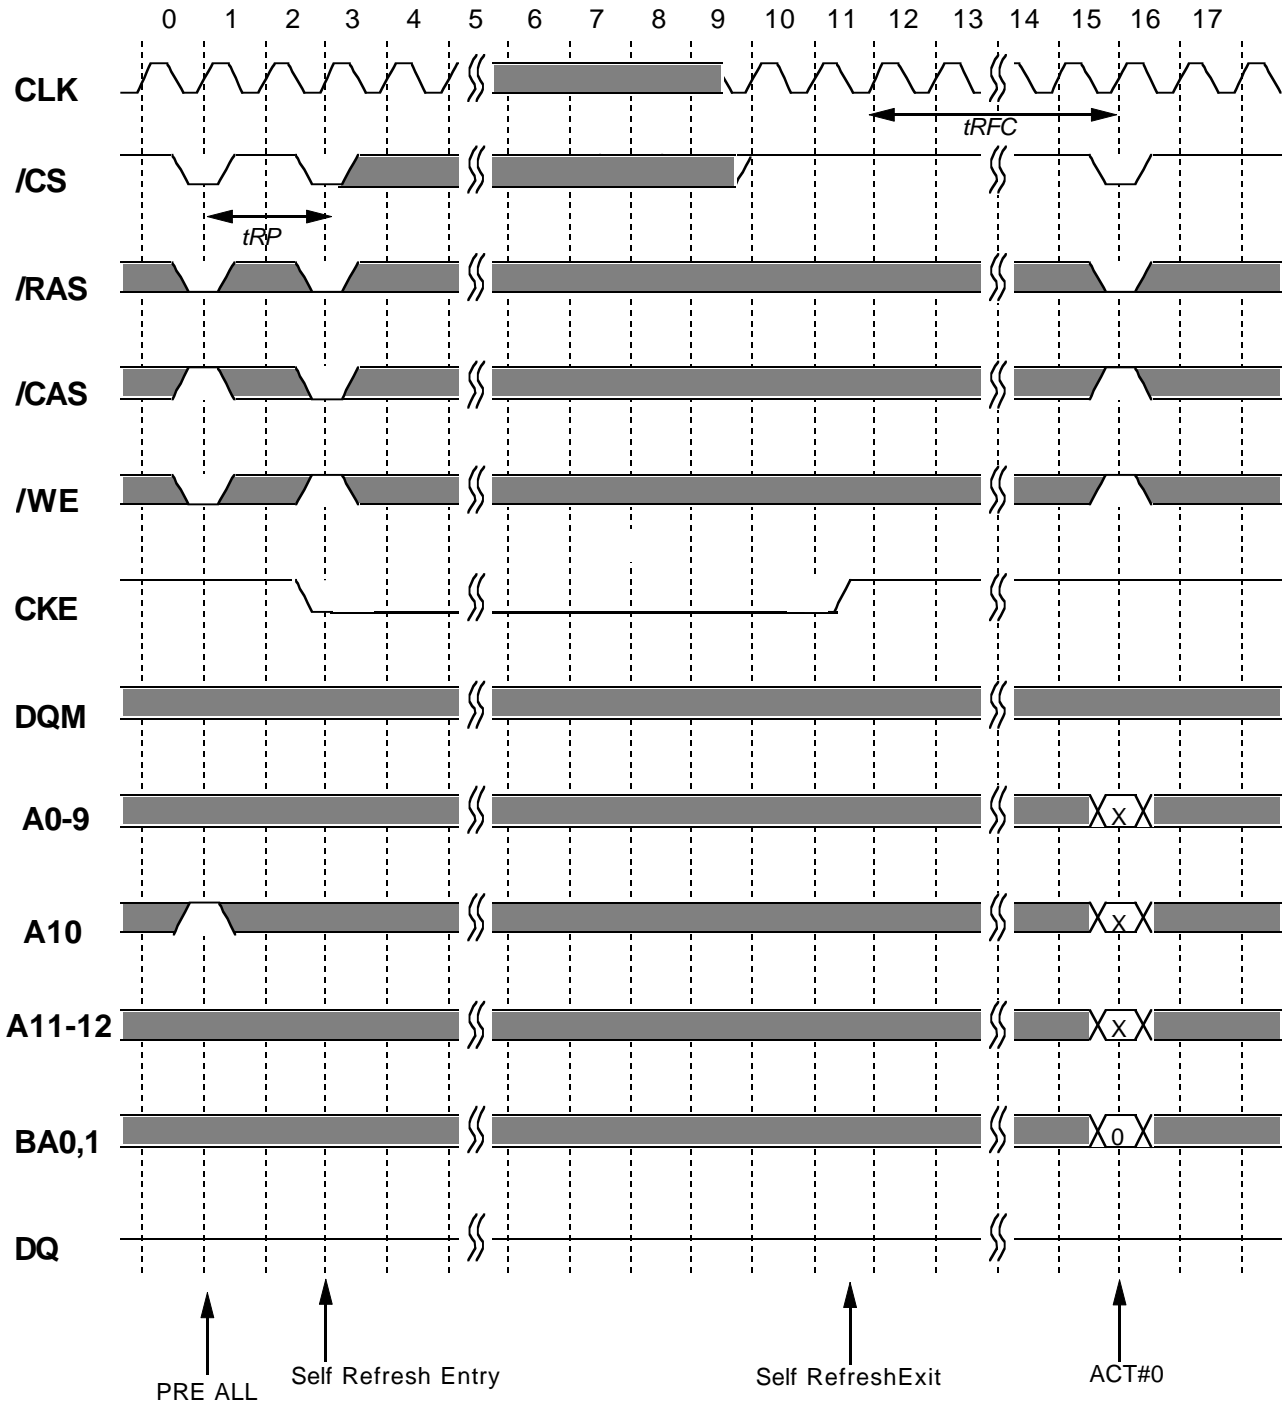 0 1 2 3 4 5 6 7 8 9 10 11 12 13 14 15 16 17
CLK
tRFC
/CS
tRP
/RAS
/CAS
/WE
CKE
DQM
A0-9
X
A10
X
A11-12
X
BA0,1
0
DQ
PRE ALL
Self Refresh Entry
Self RefreshExit
ACT#0